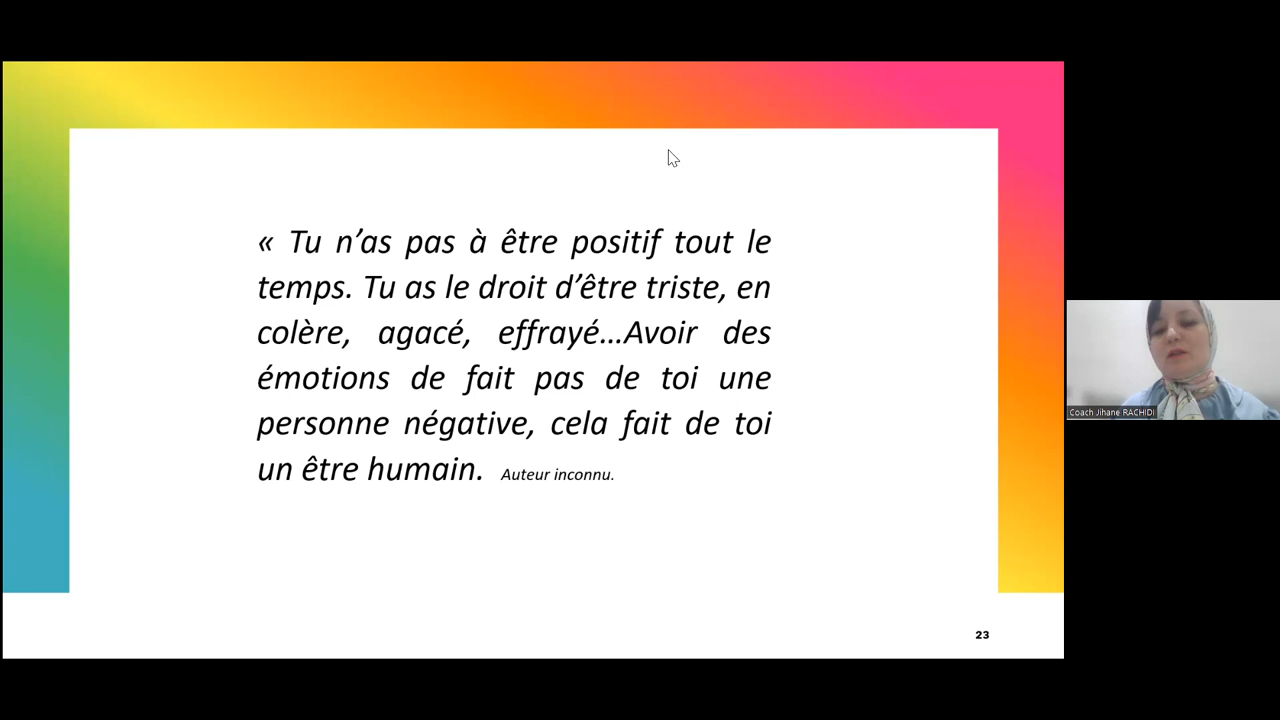 « Tu n’as pas à être positif tout le
temps. Tu as le droit d’être triste, en
colère, agacé, effrayé...Avoir des
émotions de fait pas de toi une
personne négative, cela fait de toi
un être humain. Auteur inconnu.
23
Coach Jihane RACHIDI